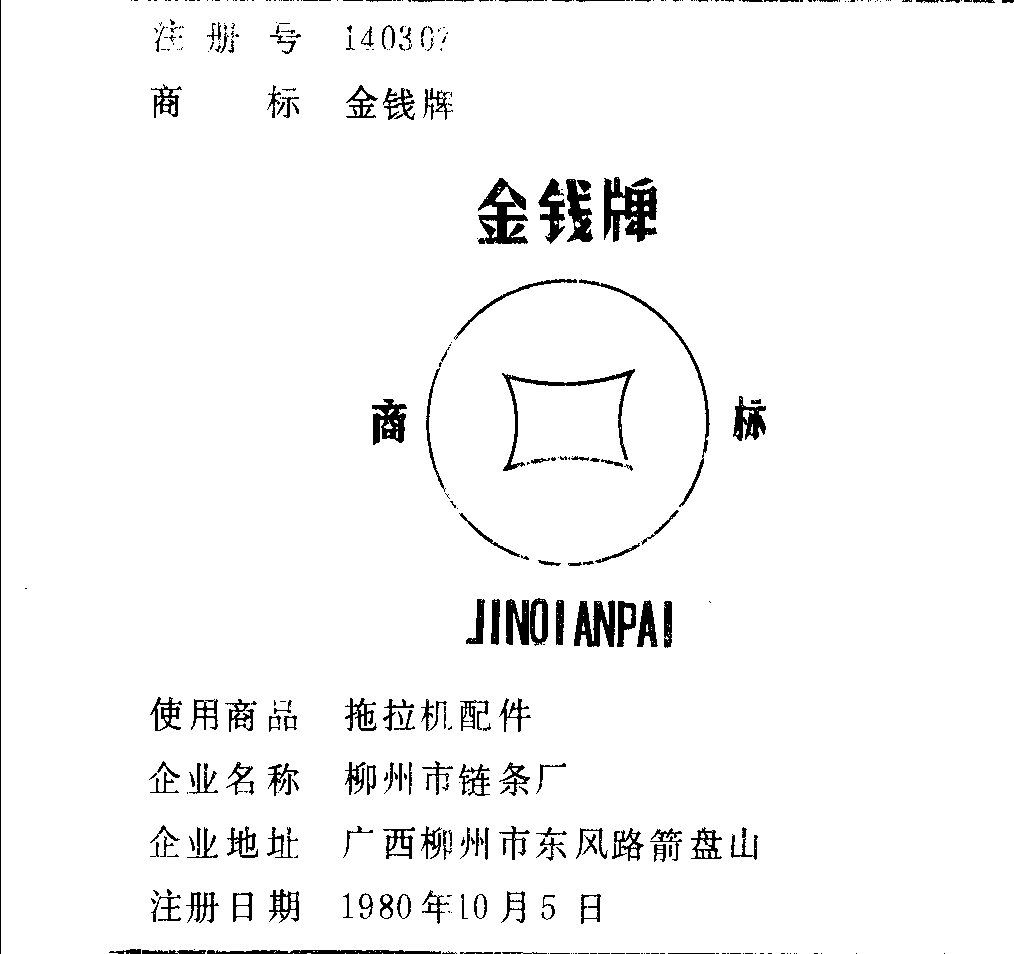 注册号 140307
商标 金钱牌
金钱牌
商 标
JINOIANPAI
使用商品 拖拉机配件
企业名称 柳州市链条厂
企业地址 广西柳州市东风路箭盘山
注册日期 1980年10月5日